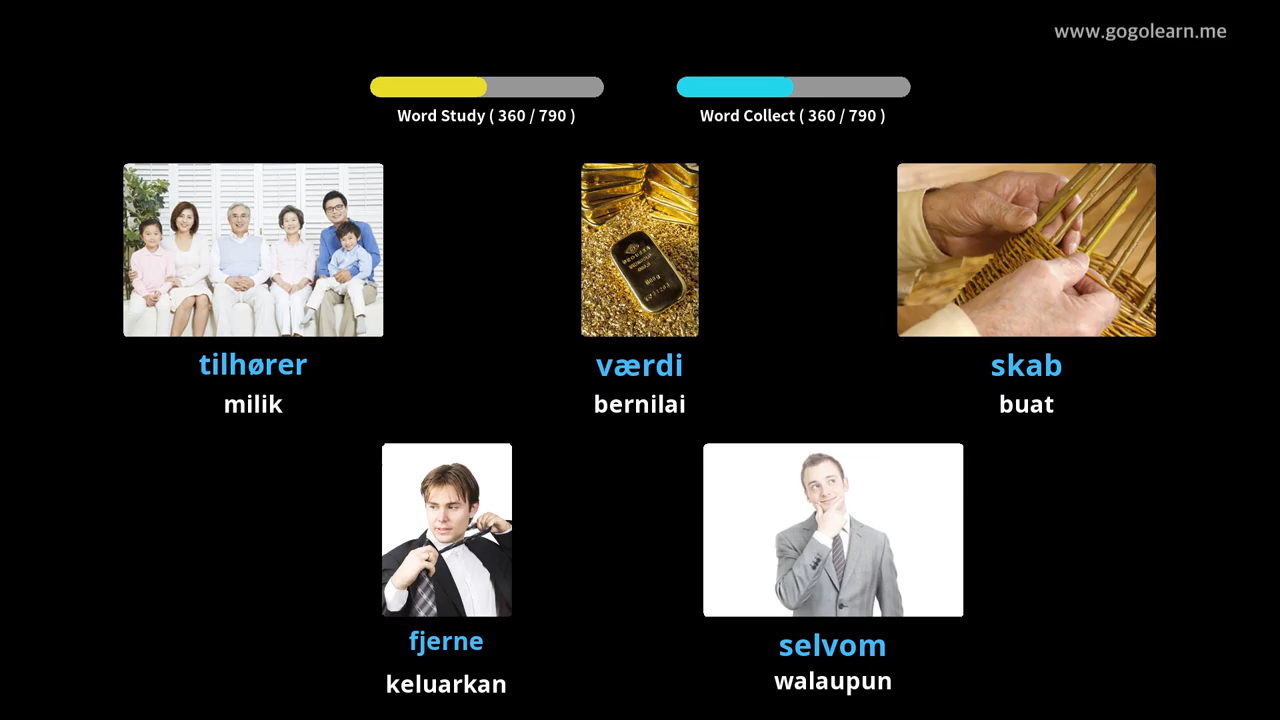 www.gogolearn.me
Word Study ( 360 / 790 )
Word Collect ( 360 / 790 )
tilhører
milik
værdi
bernilai
skab
buat
fjerne
keluarkan
selvom
walaupun